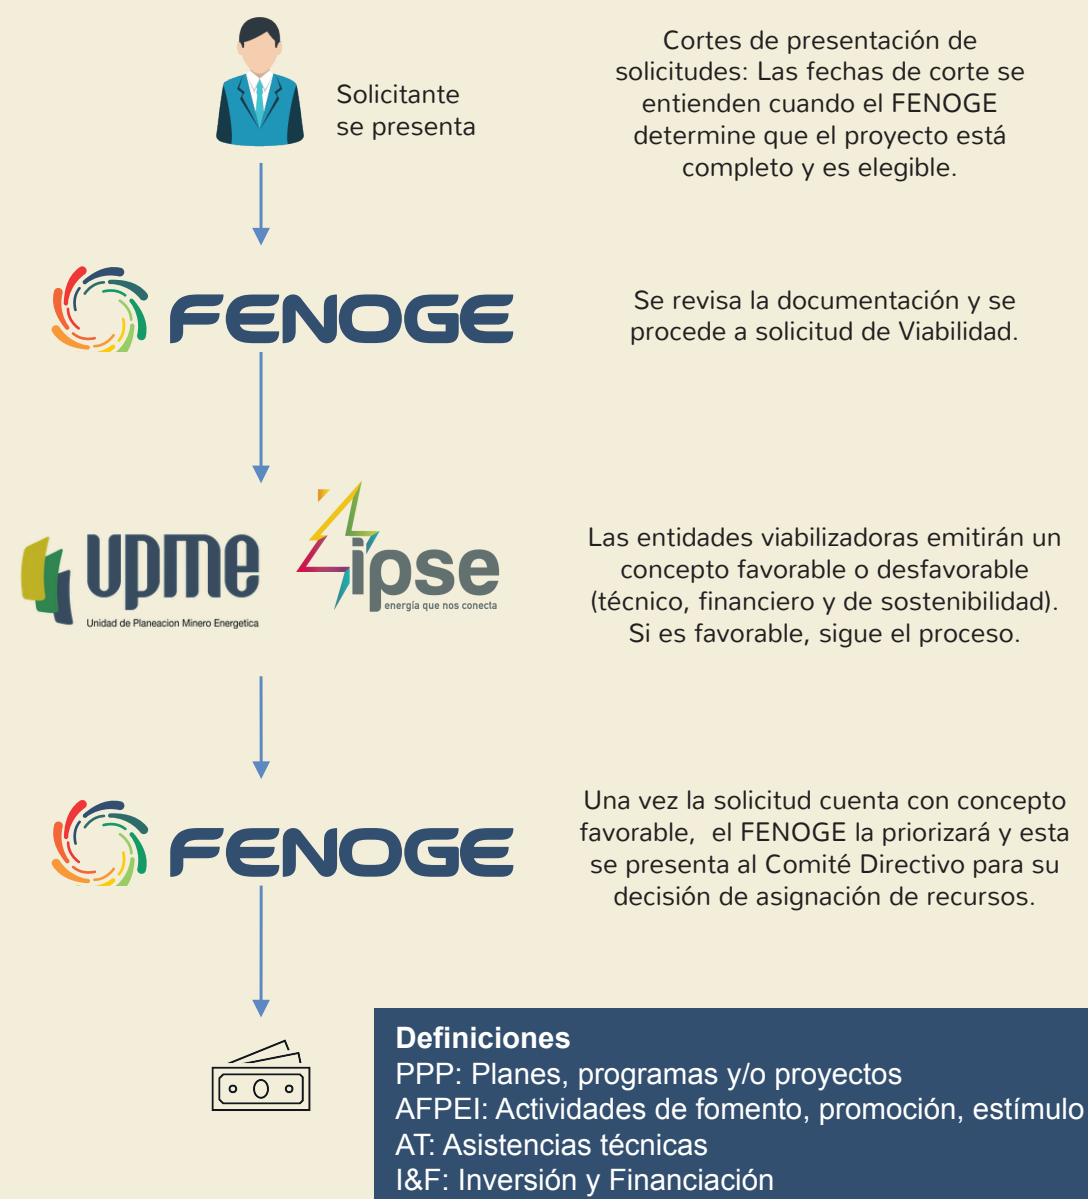 Solicitante
se presenta
Cortes de presentación de
solicitudes: Las fechas de corte se
entienden cuando el FENOGE
determine que el proyecto está
completo y es elegible.
FENOGE
Se revisa la documentación y se
procede a solicitud de Viabilidad.
upme
Unidad de Planeacion Minero Energetica
ipse
energía que nos conecta
Las entidades viabilizadoras emitirán un
concepto favorable o desfavorable
(técnico, financiero y de sostenibilidad).
Si es favorable, sigue el proceso.
FENOGE
Una vez la solicitud cuenta con concepto
favorable, el FENOGE la priorizará y esta
se presenta al Comité Directivo para su
decisión de asignación de recursos.
Definiciones
PPP: Planes, programas y/o proyectos
AFPEI: Actividades de fomento, promoción, estímulo
AT: Asistencias técnicas
I&F: Inversión y Financiación